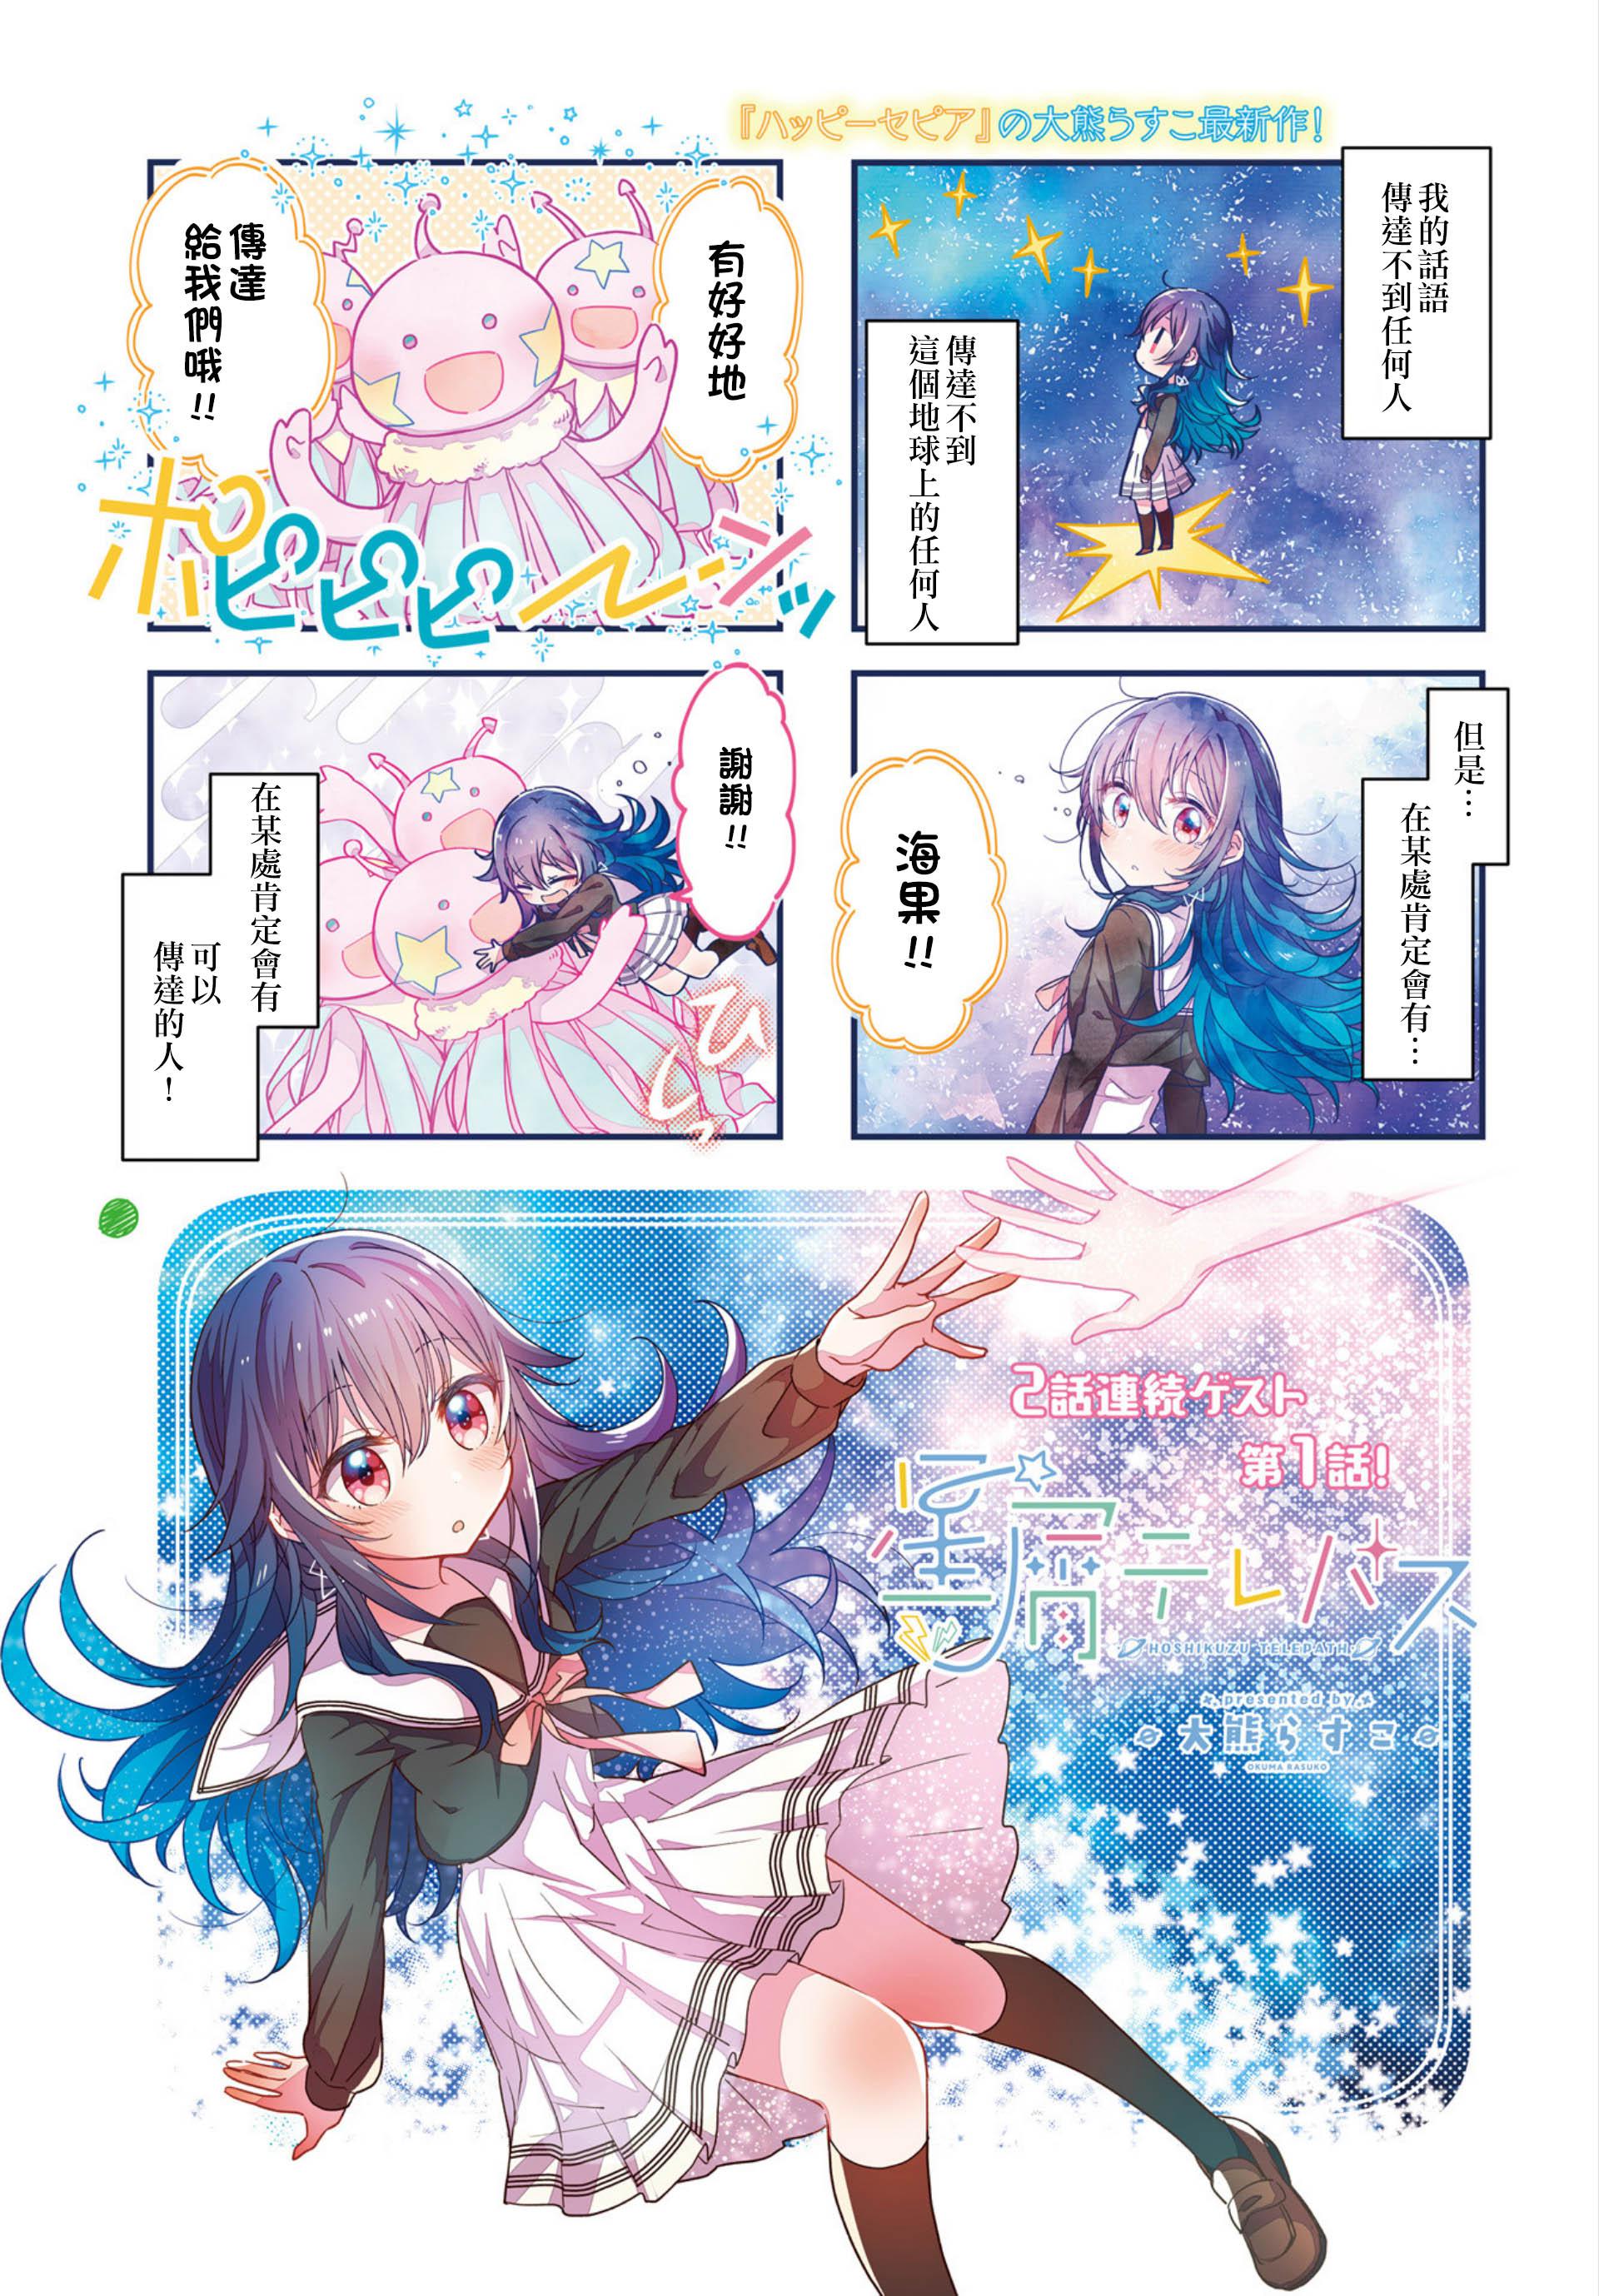 『ハッピーセピア』の大熊らすこ最新作!
我的話語
傳達不到任何人
傳達不到
這個地球上的任何人
但是…
在某處肯定會有…
海果!!
有好好地
傳達
給我們哦!!
ポピピピーンッ
謝謝!!
ひしっ
在某處肯定會有
可以
傳達的人!
2話連続ゲスト
第1話!
星屑テレパス
HOSHIKUZU TELEPATH
presented by
大熊らすこ
OKUMA RASUKO